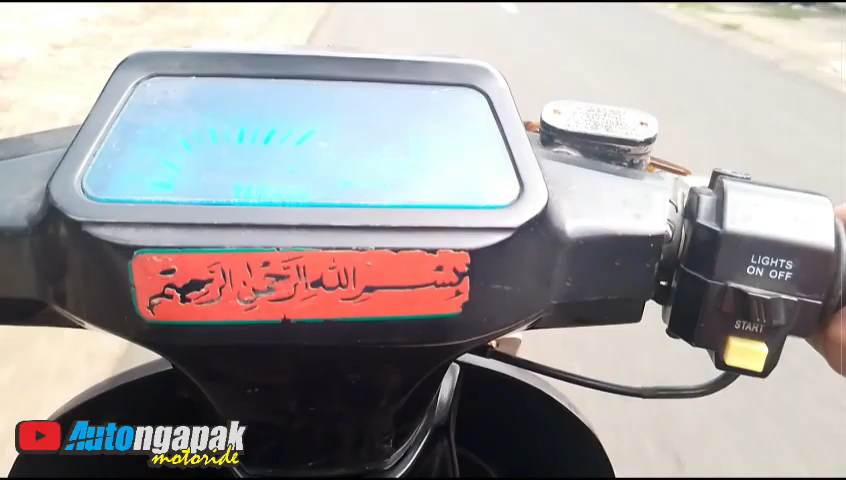 بسم الله الرحمن الرحيم
LIGHTS
ON OFF
START
Autongapak
motoride